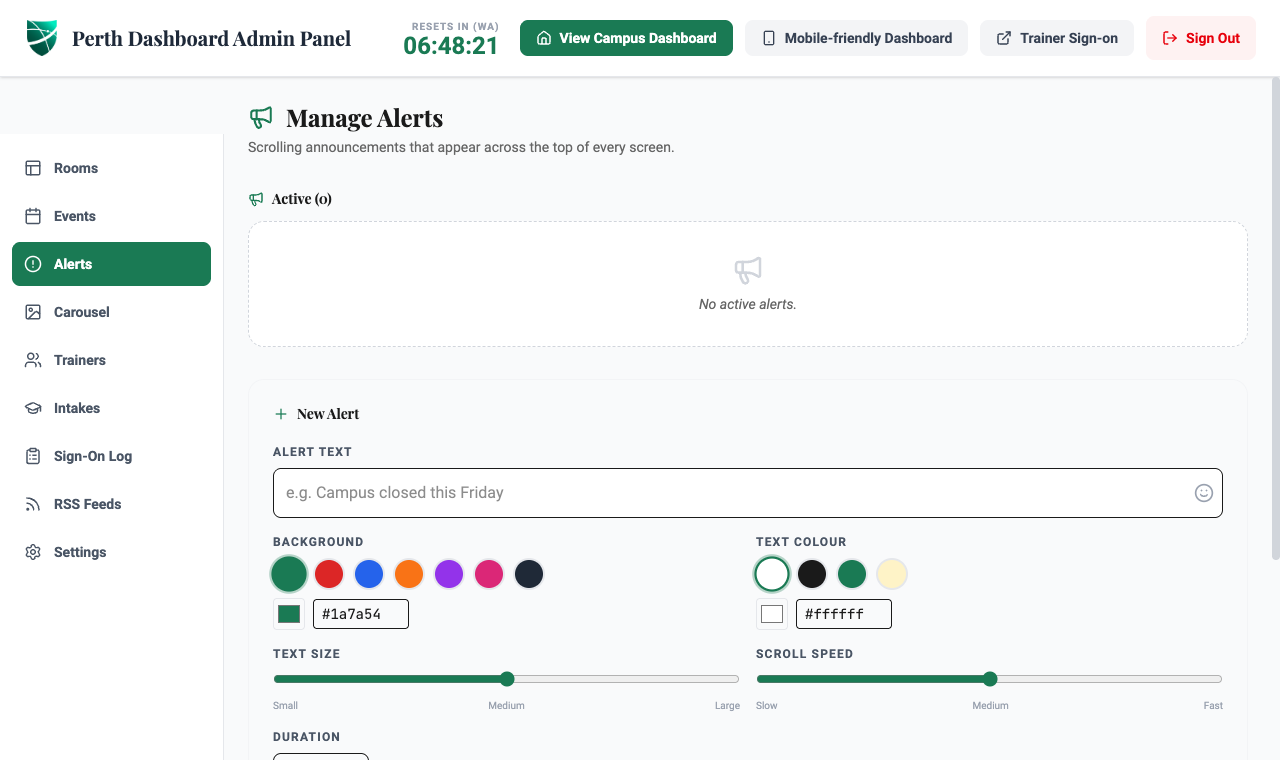 Perth Dashboard Admin Panel
RESETS IN (WA)
06:48:21
View Campus Dashboard
Mobile-friendly Dashboard
Trainer Sign-on
Sign Out
Rooms
Events
Alerts
Carousel
Trainers
Intakes
Sign-On Log
RSS Feeds
Settings
Manage Alerts
Scrolling announcements that appear across the top of every screen.
Active (0)
No active alerts.
New Alert
ALERT TEXT
e.g. Campus closed this Friday
BACKGROUND
#1a7a54
TEXT COLOUR
#ffffff
TEXT SIZE
Small Medium Large
SCROLL SPEED
Slow Medium Fast
DURATION